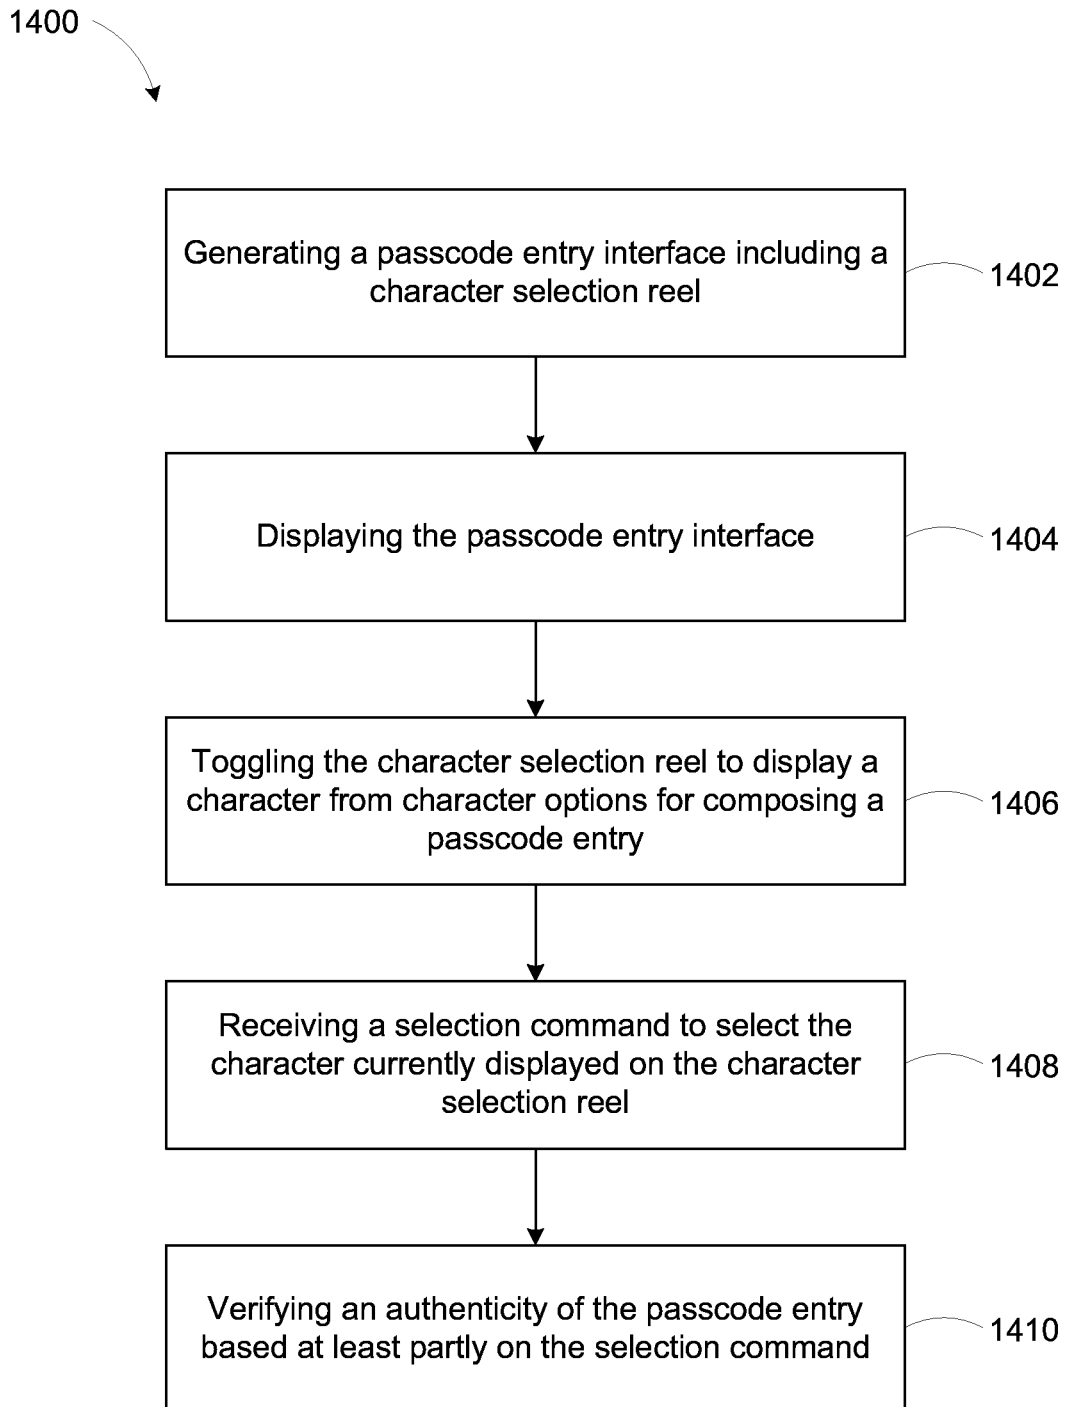 1400
Generating a passcode entry interface including a
character selection reel
1402
Displaying the passcode entry interface
1404
Toggling the character selection reel to display a
character from character options for composing a
passcode entry
1406
Receiving a selection command to select the
character currently displayed on the character
selection reel
1408
Verifying an authenticity of the passcode entry
based at least partly on the selection command
1410